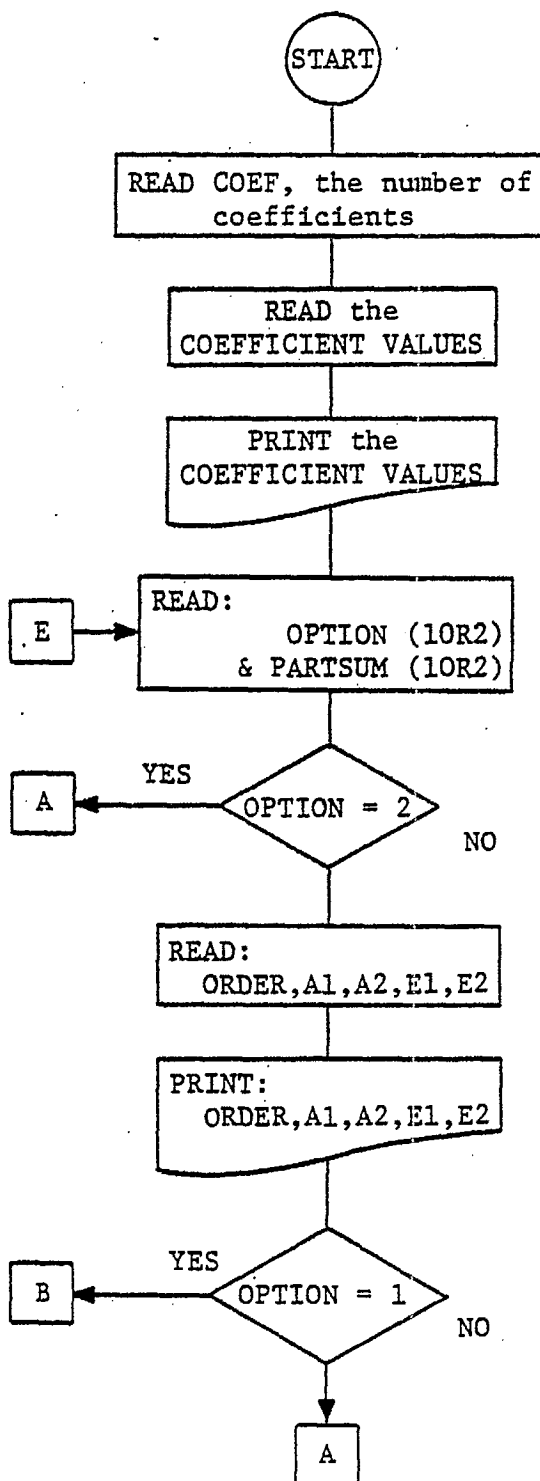 START
READ COEF, the number of
coefficients
READ the
COEFFICIENT VALUES
PRINT the
COEFFICIENT VALUES
E
READ:
OPTION (1OR2)
& PARTSUM (1OR2)
YES
A
OPTION = 2
NO
READ:
ORDER,A1,A2,E1,E2
PRINT:
ORDER,A1,A2,E1,E2
YES
B
OPTION = 1
NO
A